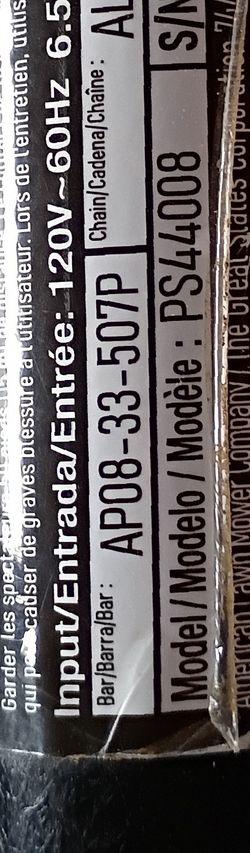 Garder les
qui causer de graves blessure à l'utilisateur. Lors de l'entretien, utilis
Input/Entrada/Entrée: 120V~60Hz 6.5
Bar/Barra/Bar: AP08-33-507P Chain/Cadena/Chaîne: AL
Model/Modelo/Modèle: PS44008 S/N
American Lawn Mower Company/The Great States Corporation, 74